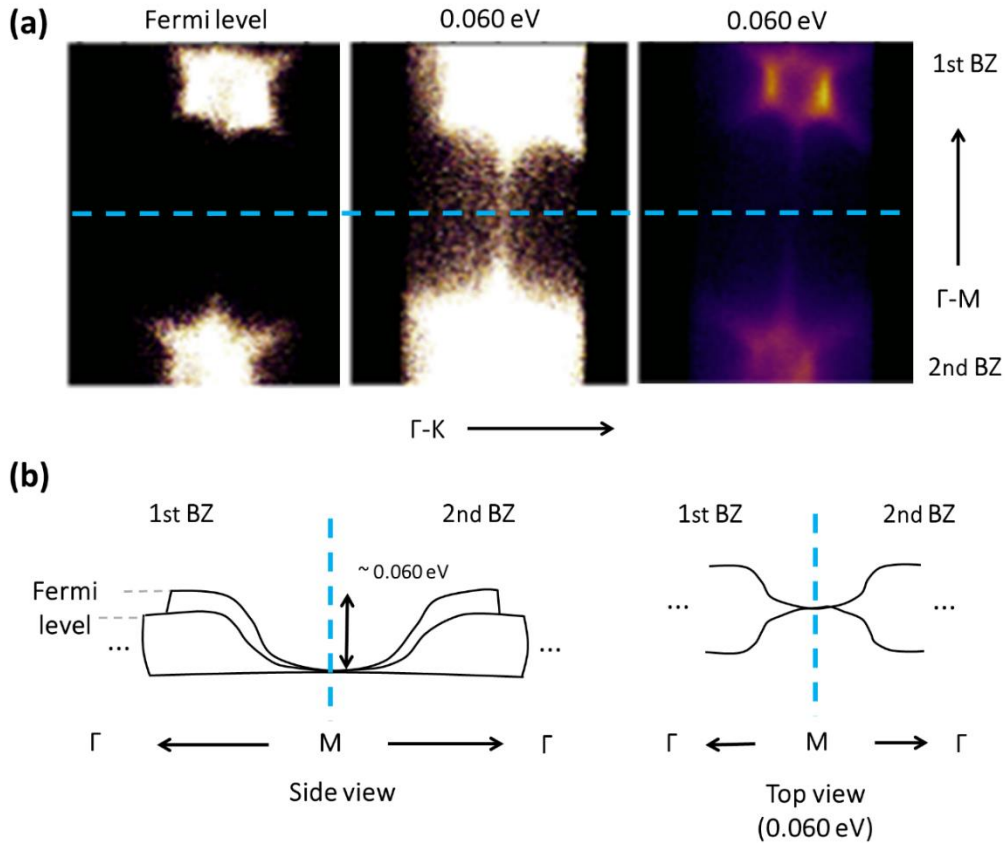 (a)
Fermi level
0.060 eV
0.060 eV
1st BZ
Γ-M
2nd BZ
Γ-K
(b)
1st BZ
2nd BZ
~ 0.060 eV
Fermi
level
...
...
Γ
M
Γ
Side view
1st BZ
2nd BZ
...
...
Γ
M
Γ
Top view
(0.060 eV)